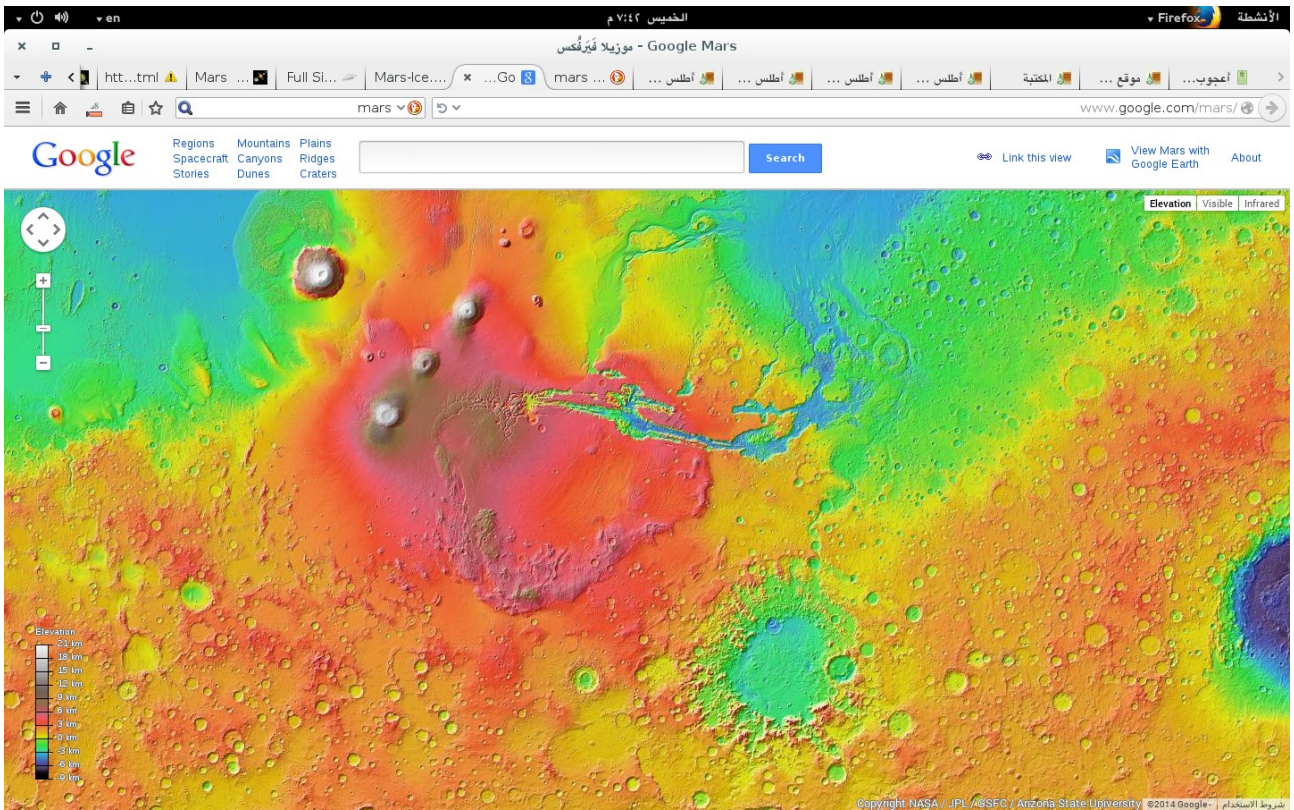 الأنشطة Firefox الخميس ٧:٤٢ م en
موزيلا فَيَرفُكس - Google Mars
أعجوب... موقع ... المكتبة أطلس ... أطلس ... أطلس ... أطلس ... mars ... Go... Mars-Ice.... Full Si... Mars ... htt...tml
www.google.com/mars/ mars
Google
Regions Mountains Plains
Spacecraft Canyons Ridges
Stories Dunes Craters
Search
Link this view
View Mars with
Google Earth
About
Elevation Visible Infrared
Elevation
21 km
18 km
15 km
12 km
9 km
6 km
3 km
0 km
-3 km
-6 km
-9 km
Copyright NASA / JPL / GSEC / Arizona State University ©2014 Google - شروط الاستخدام